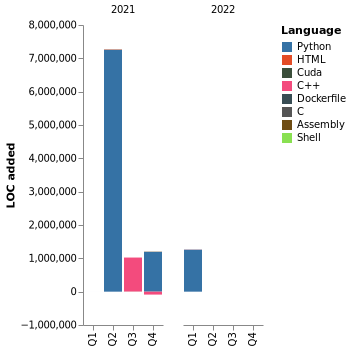 2021
2022
8,000,000
7,000,000
6,000,000
5,000,000
4,000,000
3,000,000
2,000,000
1,000,000
0
−1,000,000
LOC added
Q1
Q2
Q3
Q4
Q1
Q2
Q3
Q4
Language
Python
HTML
Cuda
C++
Dockerfile
C
Assembly
Shell